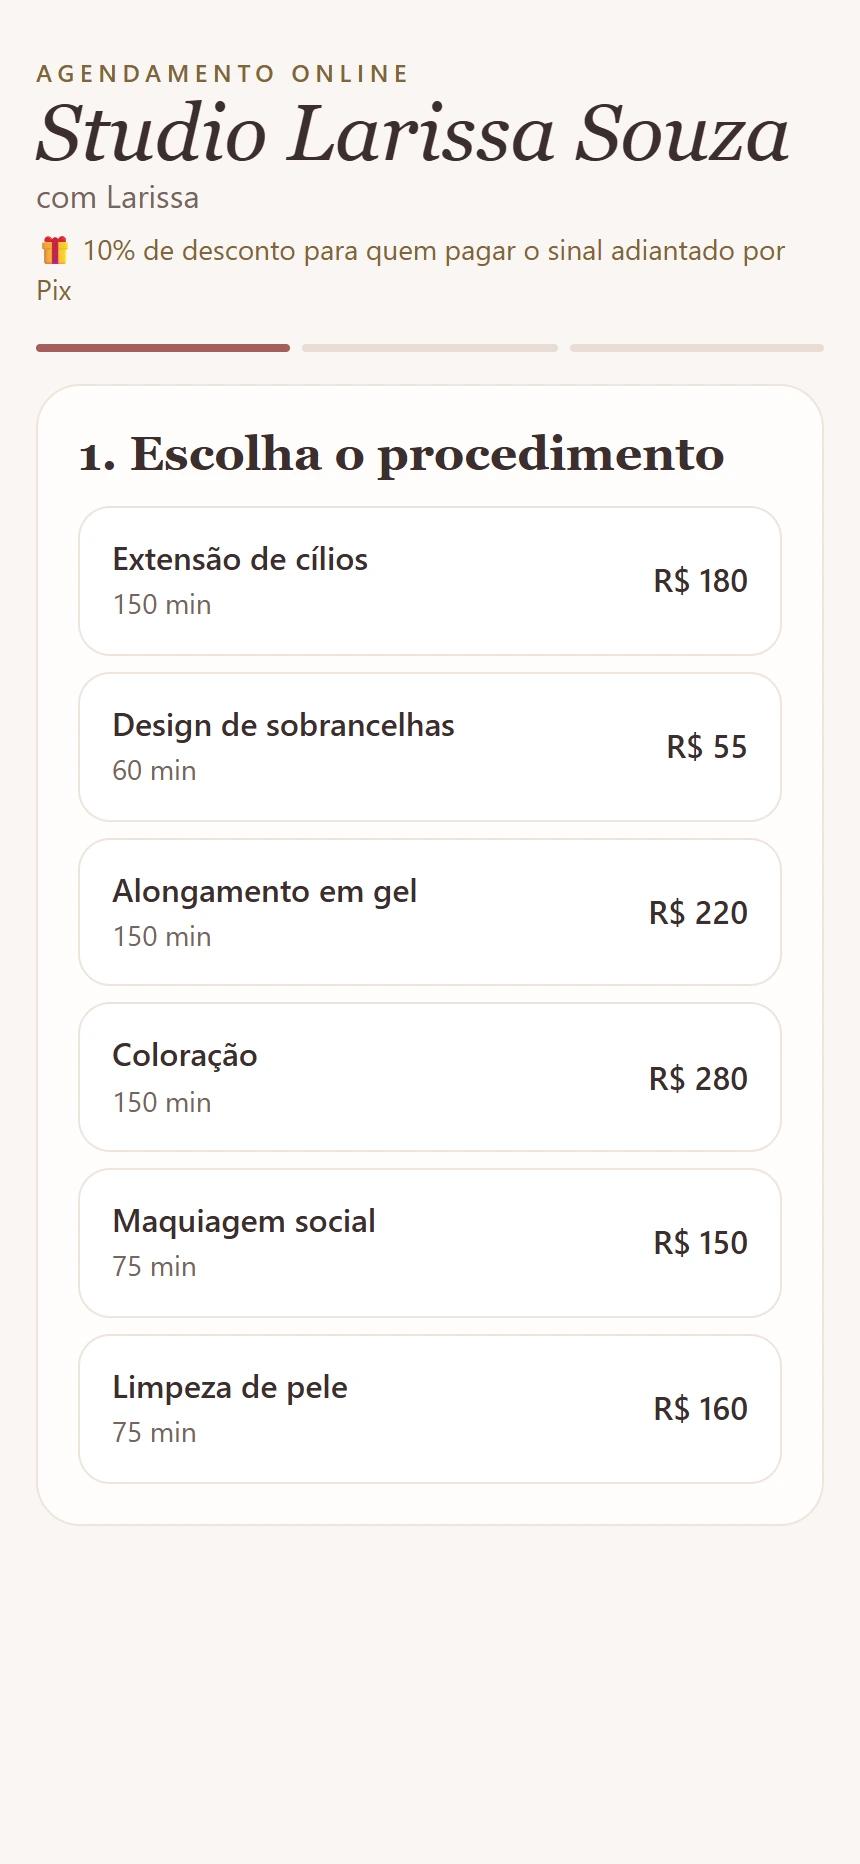 AGENDAMENTO ONLINE
Studio Larissa Souza
com Larissa
🎁 10% de desconto para quem pagar o sinal adiantado por
Pix
1. Escolha o procedimento
Extensão de cílios
150 min
R$ 180
Design de sobrancelhas
60 min
R$ 55
Alongamento em gel
150 min
R$ 220
Coloração
150 min
R$ 280
Maquiagem social
75 min
R$ 150
Limpeza de pele
75 min
R$ 160